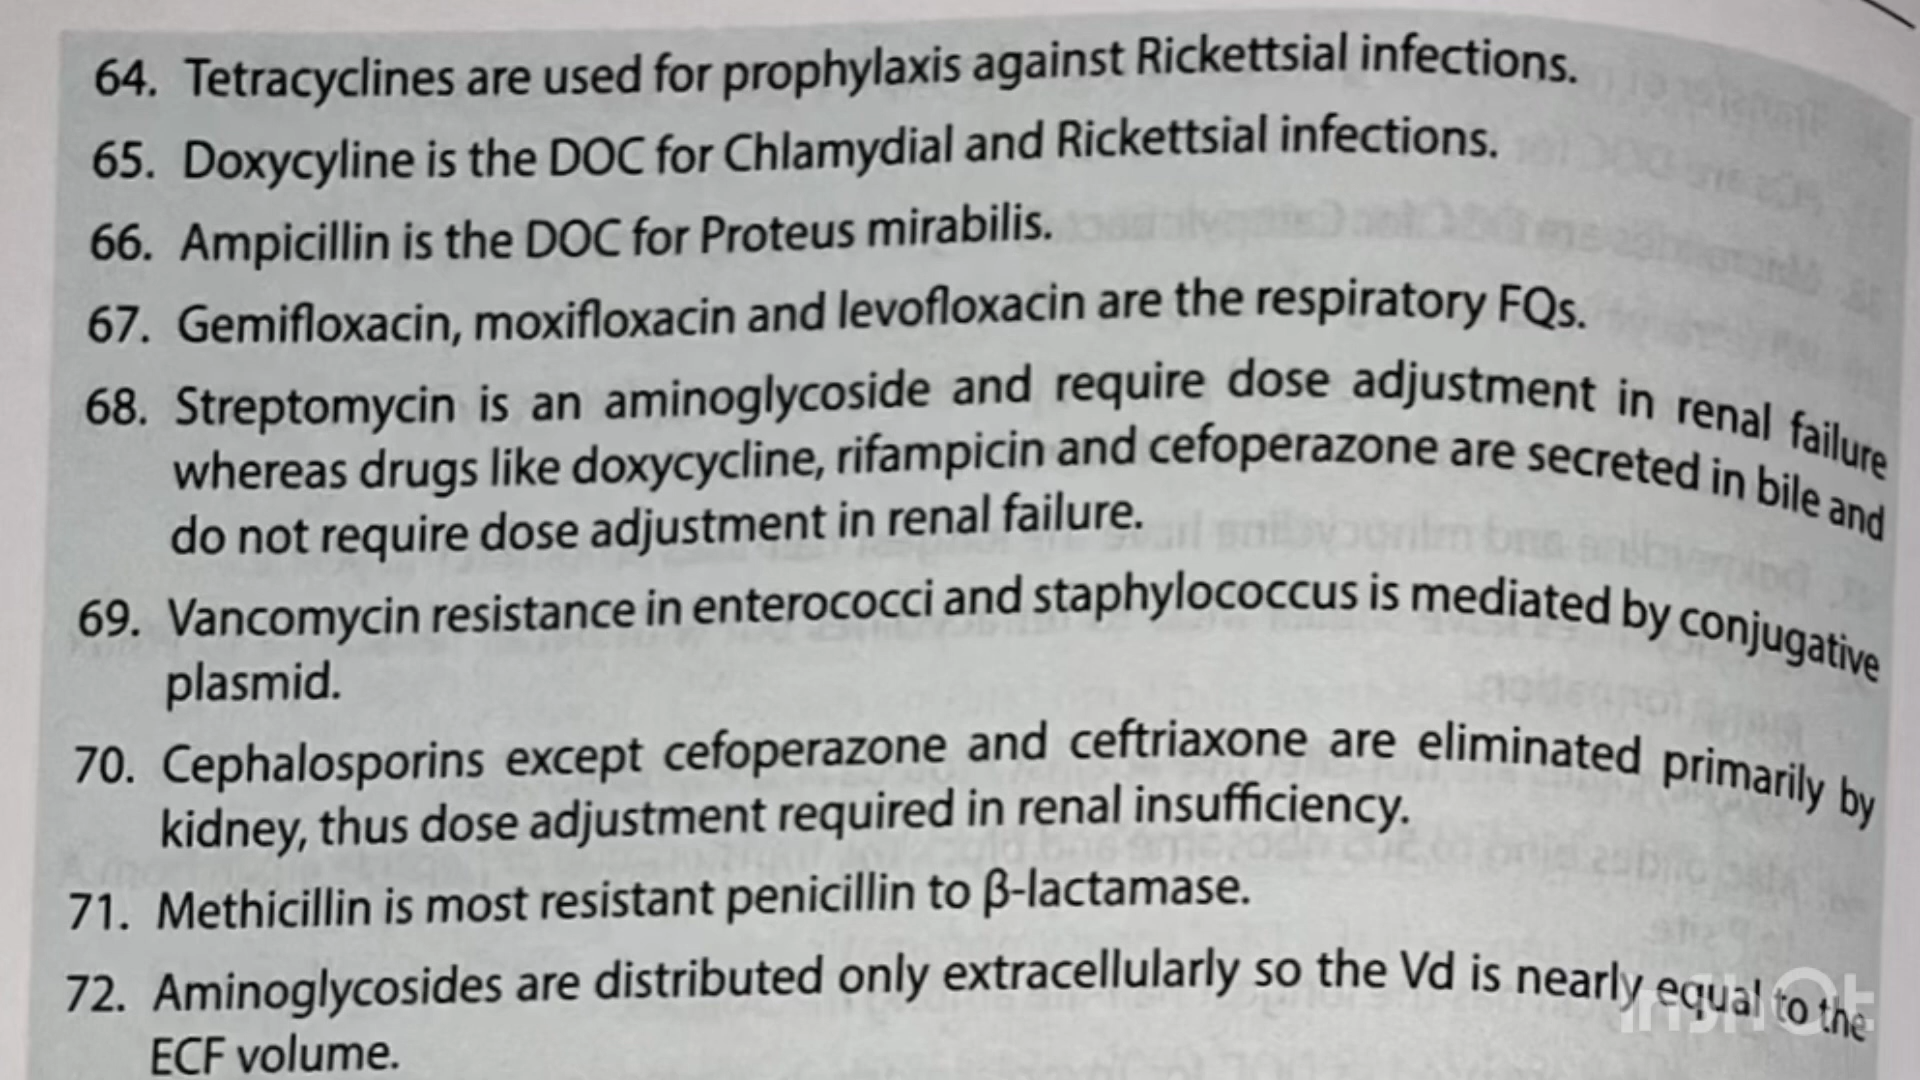 64. Tetracyclines are used for prophylaxis against Rickettsial infections.
65. Doxycyline is the DOC for Chlamydial and Rickettsial infections.
66. Ampicillin is the DOC for Proteus mirabilis.
67. Gemifloxacin, moxifloxacin and levofloxacin are the respiratory FQs.
68. Streptomycin is an aminoglycoside and require dose adjustment in renal failure
whereas drugs like doxycycline, rifampicin and cefoperazone are secreted in bile and
do not require dose adjustment in renal failure.
69. Vancomycin resistance in enterococci and staphylococcus is mediated by conjugative
plasmid.
70. Cephalosporins except cefoperazone and ceftriaxone are eliminated primarily by
kidney, thus dose adjustment required in renal insufficiency.
71. Methicillin is most resistant penicillin to β-lactamase.
72. Aminoglycosides are distributed only extracellularly so the Vd is nearly equal to the
ECF volume.
InShOt